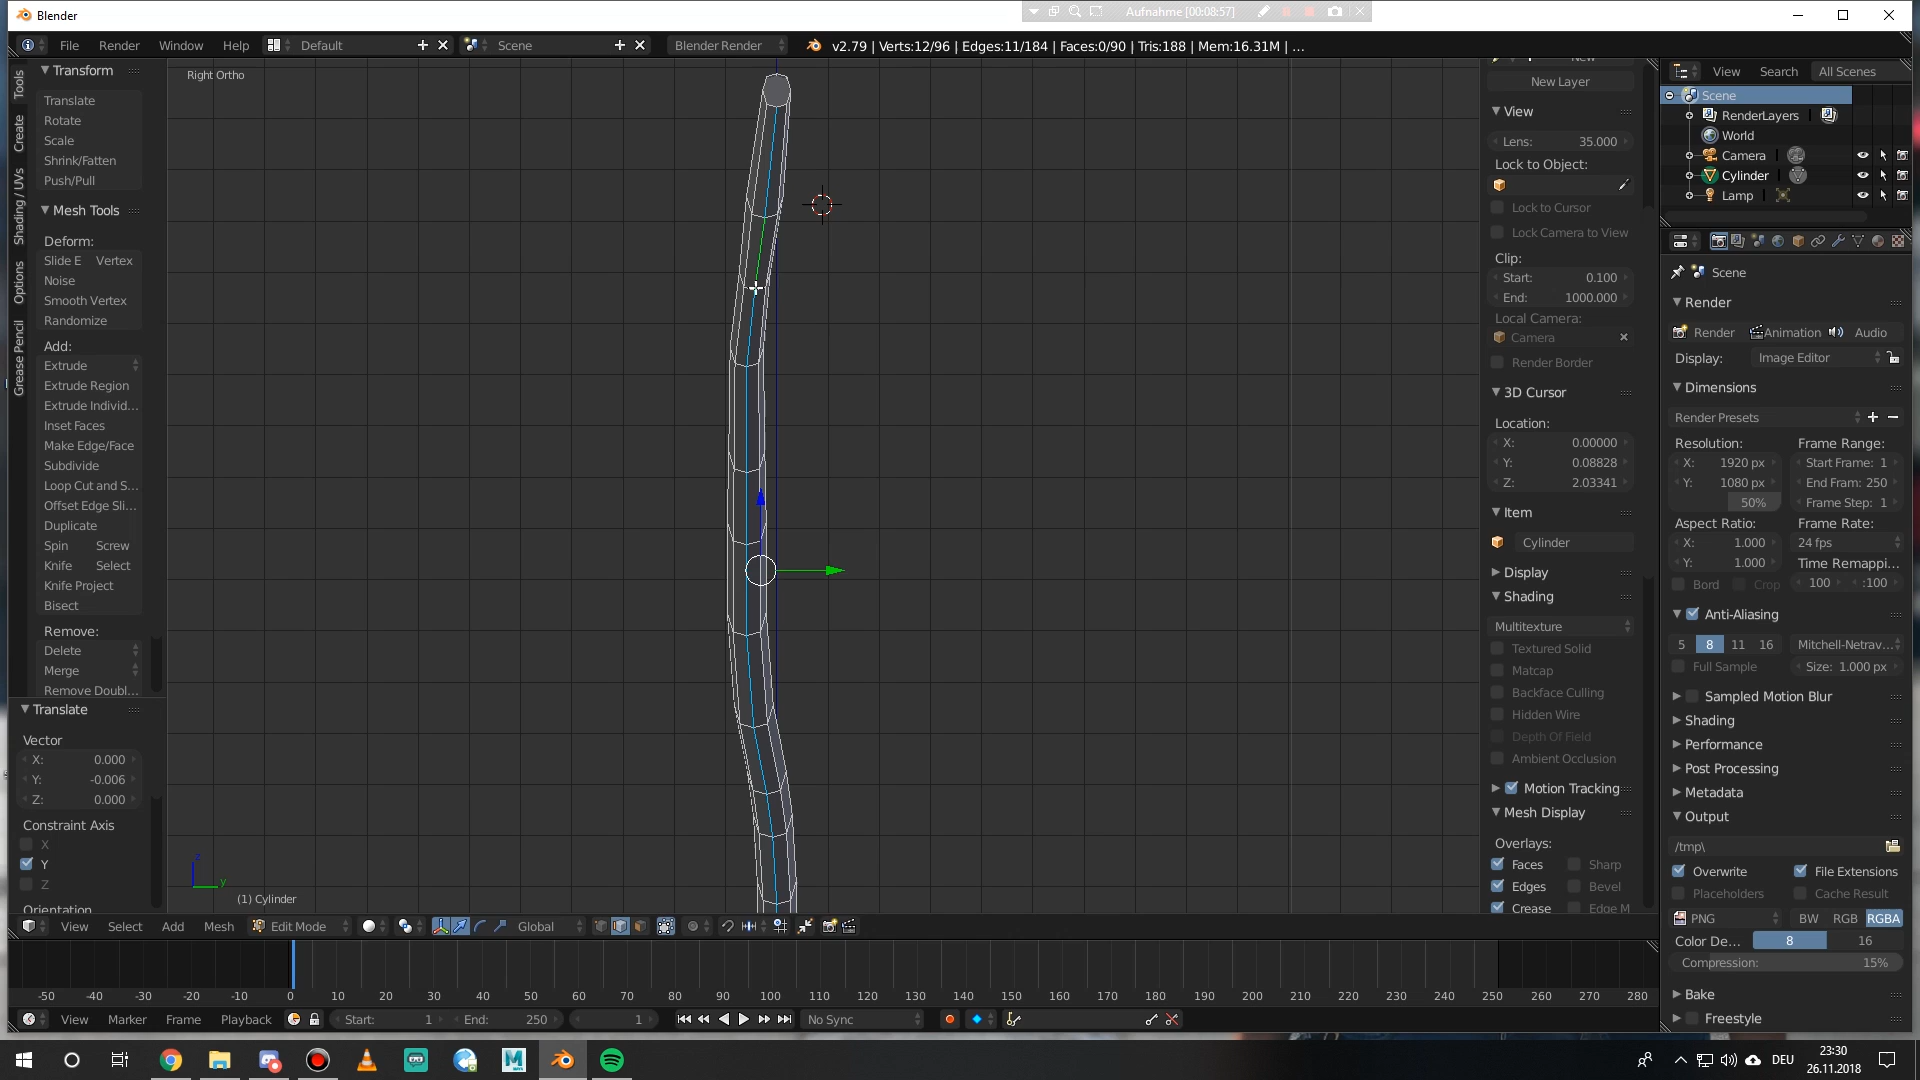 Blender
Aufnahme [00:08:57]
File Render Window Help Default Scene Blender Render v2.79 | Verts:12/96 | Edges:11/184 | Faces:0/90 | Tris:188 | Mem:16.31M | ...
Right Ortho
Tools
Create
Shading / UVs
Options
Grease Pencil
Transform
Translate
Rotate
Scale
Shrink/Fatten
Push/Pull
Mesh Tools
Deform:
Slide E Vertex
Noise
Smooth Vertex
Randomize
Add:
Extrude
Extrude Region
Extrude Individ...
Inset Faces
Make Edge/Face
Subdivide
Loop Cut and S...
Offset Edge Sli...
Duplicate
Spin Screw
Knife Select
Knife Project
Bisect
Remove:
Delete
Merge
Remove Doubl...
Translate
Vector
X: 0.000
Y: -0.006
Z: 0.000
Constraint Axis
X
Y
Z
Orientation
z
y
(1) Cylinder
New
New Layer
View
Lens: 35.000
Lock to Object:
Lock to Cursor
Lock Camera to View
Clip:
Start: 0.100
End: 1000.000
Local Camera:
Camera
Render Border
3D Cursor
Location:
X: 0.00000
Y: 0.08828
Z: 2.03341
Item
Cylinder
Display
Shading
Multitexture
Textured Solid
Matcap
Backface Culling
Hidden Wire
Depth Of Field
Ambient Occlusion
Motion Tracking
Mesh Display
Overlays:
Faces Sharp
Edges Bevel
Crease Edge M
View Search All Scenes
Scene
RenderLayers
World
Camera
Cylinder
Lamp
Scene
Render
Render Animation Audio
Display: Image Editor
Dimensions
Render Presets
Resolution: Frame Range:
X: 1920 px Start Frame: 1
Y: 1080 px End Fram: 250
50% Frame Step: 1
Aspect Ratio: Frame Rate:
X: 1.000 24 fps
Y: 1.000 Time Remappi...
Bord Crop 100 :100
Anti-Aliasing
5 8 11 16 Mitchell-Netrav...
Full Sample Size: 1.000 px
Sampled Motion Blur
Shading
Performance
Post Processing
Metadata
Output
/tmp\
Overwrite File Extensions
Placeholders Cache Result
PNG BW RGB RGBA
Color De... 8 16
Compression: 15%
Bake
Freestyle
View Select Add Mesh Edit Mode Global
-50 -40 -30 -20 -10 0 10 20 30 40 50 60 70 80 90 100 110 120 130 140 150 160 170 180 190 200 210 220 230 240 250 260 270 280
View Marker Frame Playback Start: 1 End: 250 1 No Sync
DEU
23:30
26.11.2018